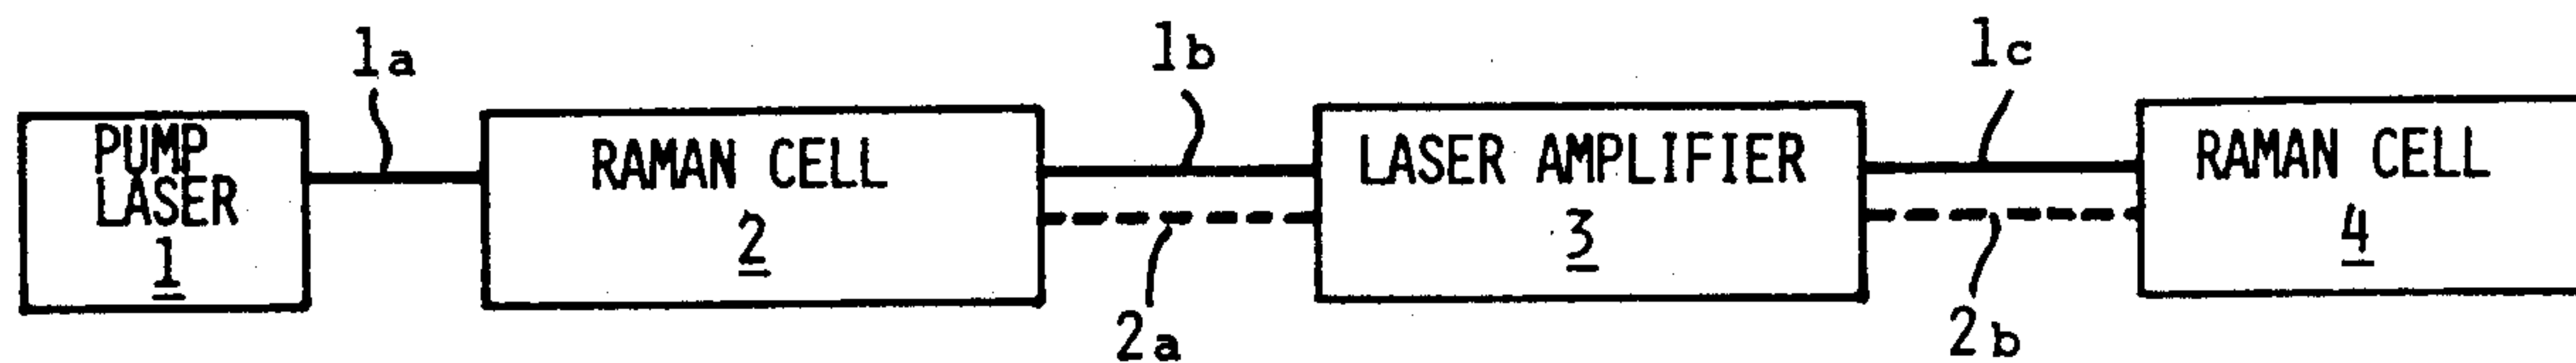 1a
1b
1c
PUMP
LASER
1
RAMAN CELL
2
LASER AMPLIFIER
3
RAMAN CELL
4
2a
2b